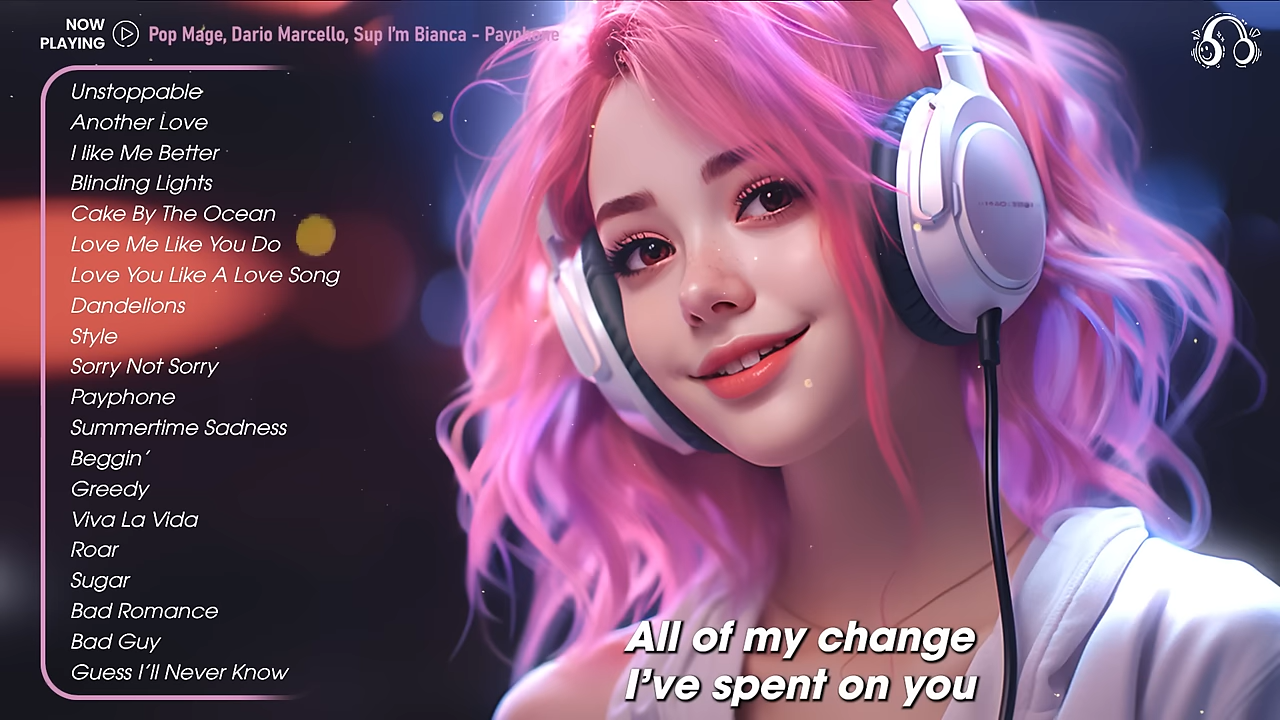 NOW
PLAYING
Pop Mage, Dario Marcello, Sup I'm Bianca - Payphone
Unstoppable
Another Love
I like Me Better
Blinding Lights
Cake By The Ocean
Love Me Like You Do
Love You Like A Love Song
Dandelions
Style
Sorry Not Sorry
Payphone
Summertime Sadness
Beggin'
Greedy
Viva La Vida
Roar
Sugar
Bad Romance
Bad Guy
Guess I'll Never Know
All of my change
I've spent on you